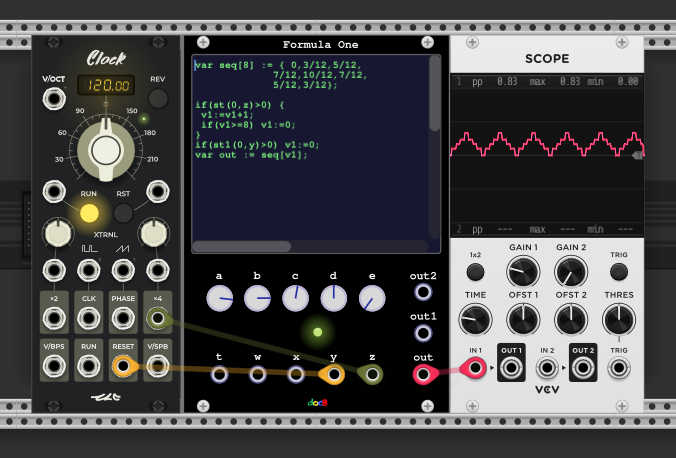 Clock
V/OCT
120.00
REV
90
150
60
180
30
210
RUN
RST
XTRNL
×2
CLK
PHASE
×4
V/BPS
RUN
RESET
V/SPB
Formula One
var seq[8] := { 0,3/12,5/12,
7/12,10/12,7/12,
5/12,3/12};
if(st(0,z)>0) {
v1:=v1+1;
if(v1>=8) v1:=0;
}
if(st1(0,y)>0) v1:=0;
var out := seq[v1];
a
b
c
d
e
out2
out1
t
w
x
y
z
out
docB
SCOPE
1 pp 0.83 max 0.83 min 0.00
2 pp --- max --- min ---
1x2
GAIN 1
GAIN 2
TRIG
TIME
OFST 1
OFST 2
THRES
IN 1
OUT 1
IN 2
OUT 2
TRIG
VCV